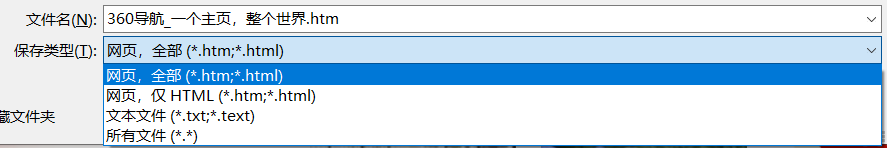 文件名(N): 360导航_一个主页，整个世界.htm
保存类型(T): 网页，全部 (*.htm;*.html)
网页，全部 (*.htm;*.html)
网页，仅 HTML (*.htm;*.html)
文本文件 (*.txt;*.text)
藏文件夹
所有文件 (*.*)